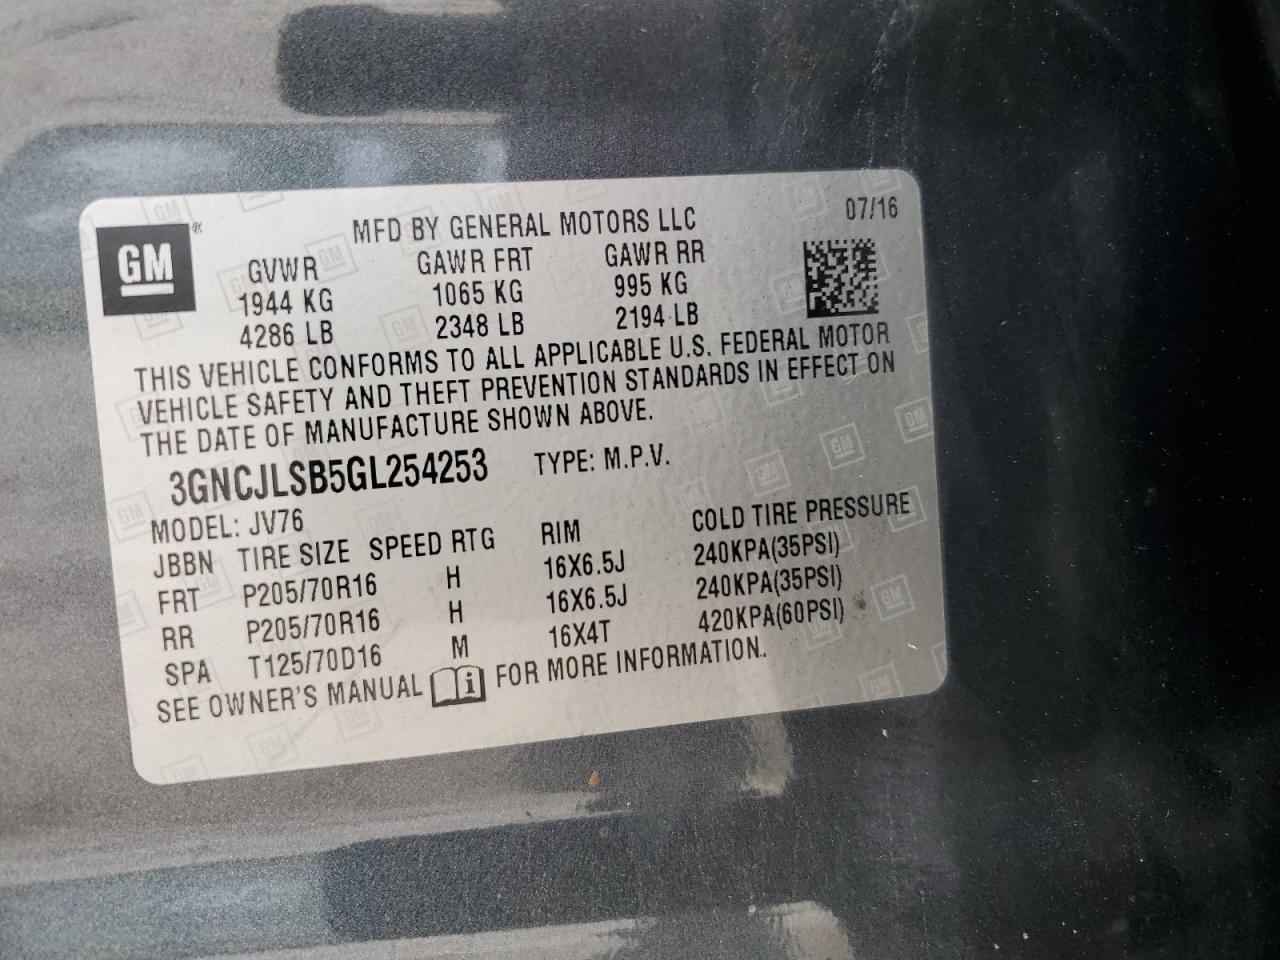 07/16
GM ®
MFD BY GENERAL MOTORS LLC
GVWR GAWR FRT GAWR RR
1944 KG 1065 KG 995 KG
4286 LB 2348 LB 2194 LB
THIS VEHICLE CONFORMS TO ALL APPLICABLE U.S. FEDERAL MOTOR
VEHICLE SAFETY AND THEFT PREVENTION STANDARDS IN EFFECT ON
THE DATE OF MANUFACTURE SHOWN ABOVE.
3GNCJLSB5GL254253 TYPE: M.P.V.
MODEL: JV76
JBBN TIRE SIZE SPEED RTG RIM COLD TIRE PRESSURE
FRT P205/70R16 H 16X6.5J 240KPA(35PSI)
RR P205/70R16 H 16X6.5J 240KPA(35PSI)
SPA T125/70D16 M 16X4T 420KPA(60PSI)
SEE OWNER'S MANUAL i FOR MORE INFORMATION.